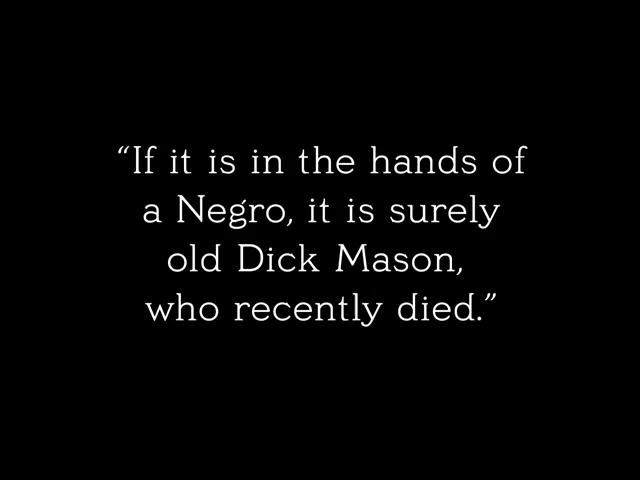 “If it is in the hands of
a Negro, it is surely
old Dick Mason,
who recently died.”